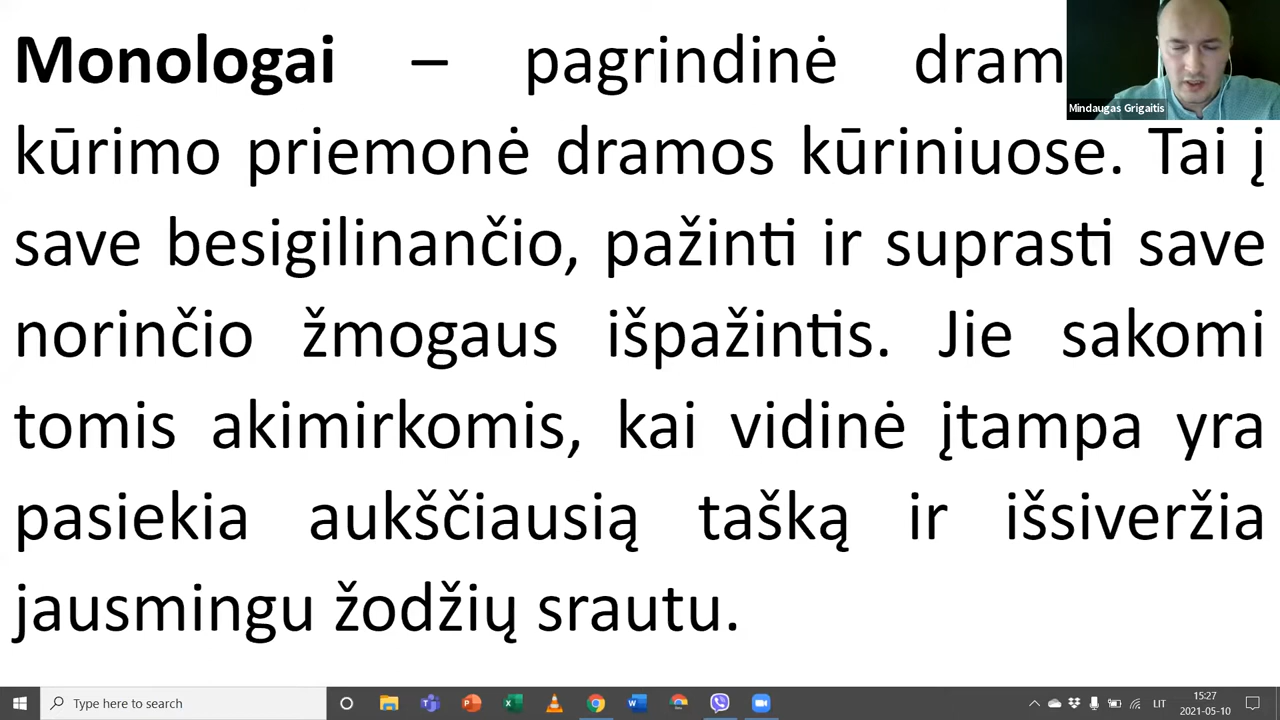 Monologai – pagrindinė
kūrimo priemonė dramos kūriniuose. Tai į
save besigilinančio, pažinti ir suprasti save
norinčio žmogaus išpažintis. Jie sakomi
tomis akimirkomis, kai vidinė įtampa yra
pasiekia aukščiausią tašką ir išsiveržia
jausmingu žodžių srautu.
Mindaugas Grigaitis
Type here to search
LIT
15:27
2021-05-10